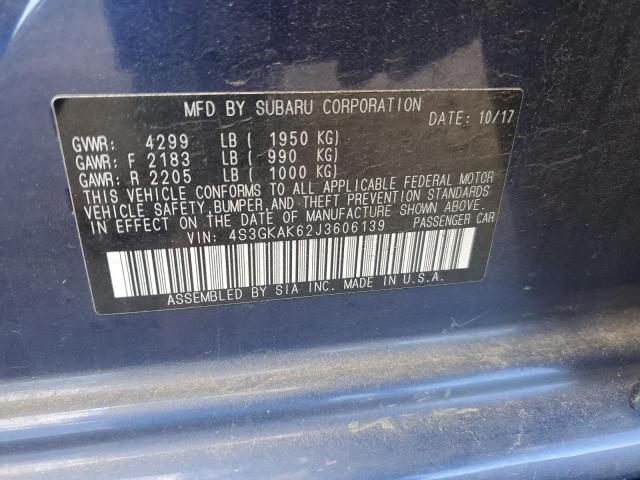 MFD BY SUBARU CORPORATION DATE: 10/17
GVWR: 4299 LB ( 1950 KG)
GAWR: F 2183 LB ( 990 KG)
GAWR: R 2205 LB ( 1000 KG)
THIS VEHICLE CONFORMS TO ALL APPLICABLE FEDERAL MOTOR
VEHICLE SAFETY, BUMPER, AND THEFT PREVENTION STANDARDS
IN EFFECT ON THE DATE OF MANUFACTURE SHOWN ABOVE.
VIN: 4S3GKAK62J3606139 PASSENGER CAR
ASSEMBLED BY SIA INC. MADE IN U.S.A.